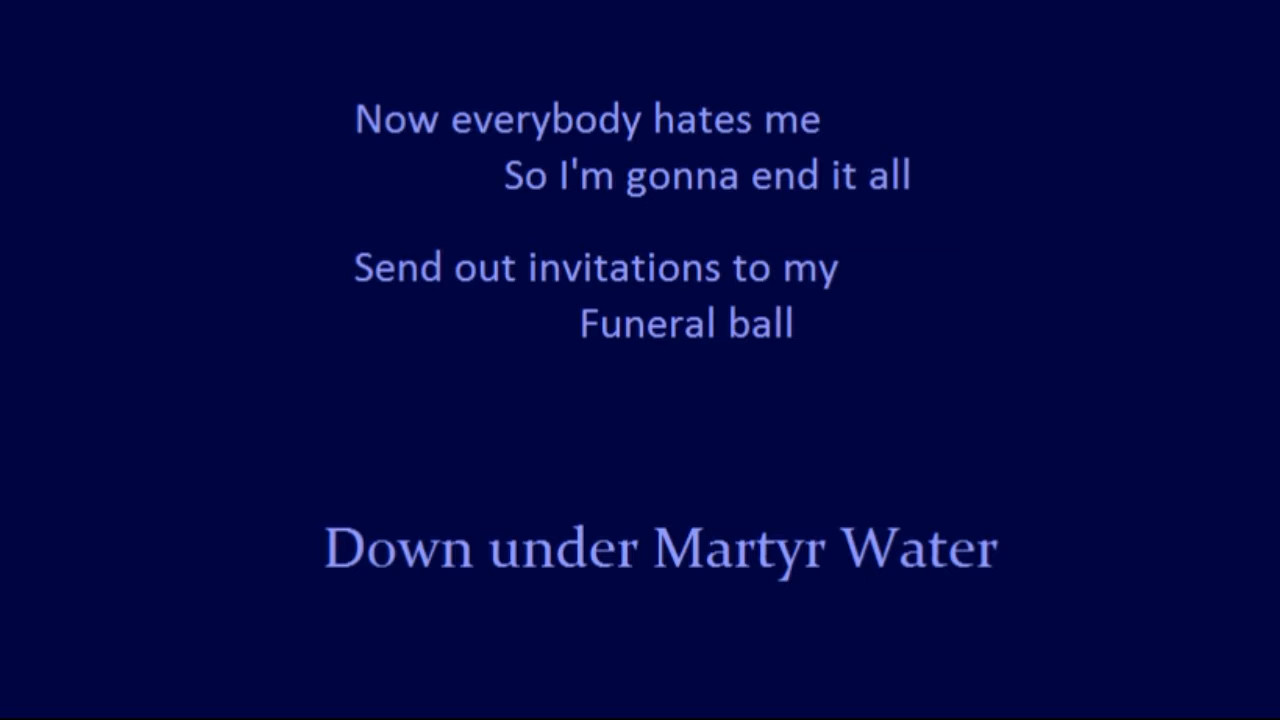 Now everybody hates me
So I'm gonna end it all
Send out invitations to my
Funeral ball
Down under Martyr Water